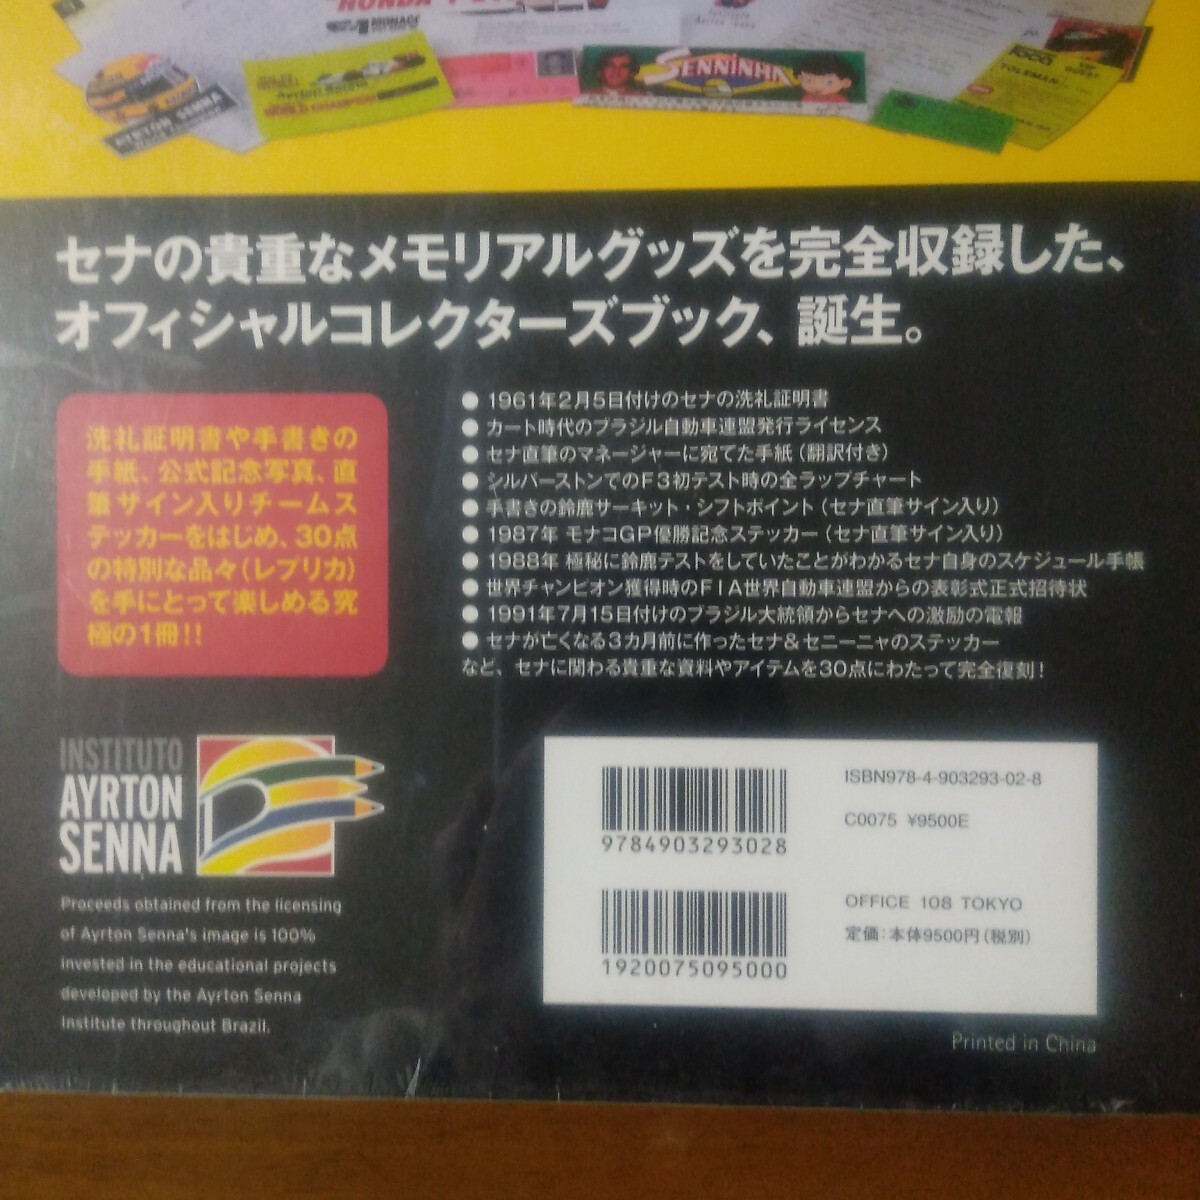 HONDA
MONACO
AYRTON SENNA
Ayrton Senna
WORLD CHAMPION
SENNINHA
TOLEMAN
VIP
GUEST
セナの貴重なメモリアルグッズを完全収録した、
オフィシャルコレクターズブック、誕生。
洗礼証明書や手書きの
手紙、公式記念写真、直
筆サイン入りチームス
テッカーをはじめ、30点
の特別な品々(レプリカ)
を手にとって楽しめる究
極の1冊!!
● 1961年2月5日付けのセナの洗礼証明書
● カート時代のブラジル自動車連盟発行ライセンス
● セナ直筆のマネージャーに宛てた手紙(翻訳付き)
● シルバーストンでのF3初テスト時の全ラップチャート
● 手書きの鈴鹿サーキット・シフトポイント(セナ直筆サイン入り)
● 1987年 モナコGP優勝記念ステッカー(セナ直筆サイン入り)
● 1988年 極秘に鈴鹿テストをしていたことがわかるセナ自身のスケジュール手帳
● 世界チャンピオン獲得時のFIA世界自動車連盟からの表彰式正式招待状
● 1991年7月15日付けのブラジル大統領からセナへの激励の電報
● セナが亡くなる3カ月前に作ったセナ&セニーニャのステッカー
など、セナに関わる貴重な資料やアイテムを30点にわたって完全復刻!
INSTITUTO
AYRTON
SENNA
Proceeds obtained from the licensing
of Ayrton Senna's image is 100%
invested in the educational projects
developed by the Ayrton Senna
Institute throughout Brazil.
ISBN978-4-903293-02-8
C0075 ¥9500E
9784903293028
OFFICE 108 TOKYO
定価:本体9500円(税別)
1920075095000
Printed in China